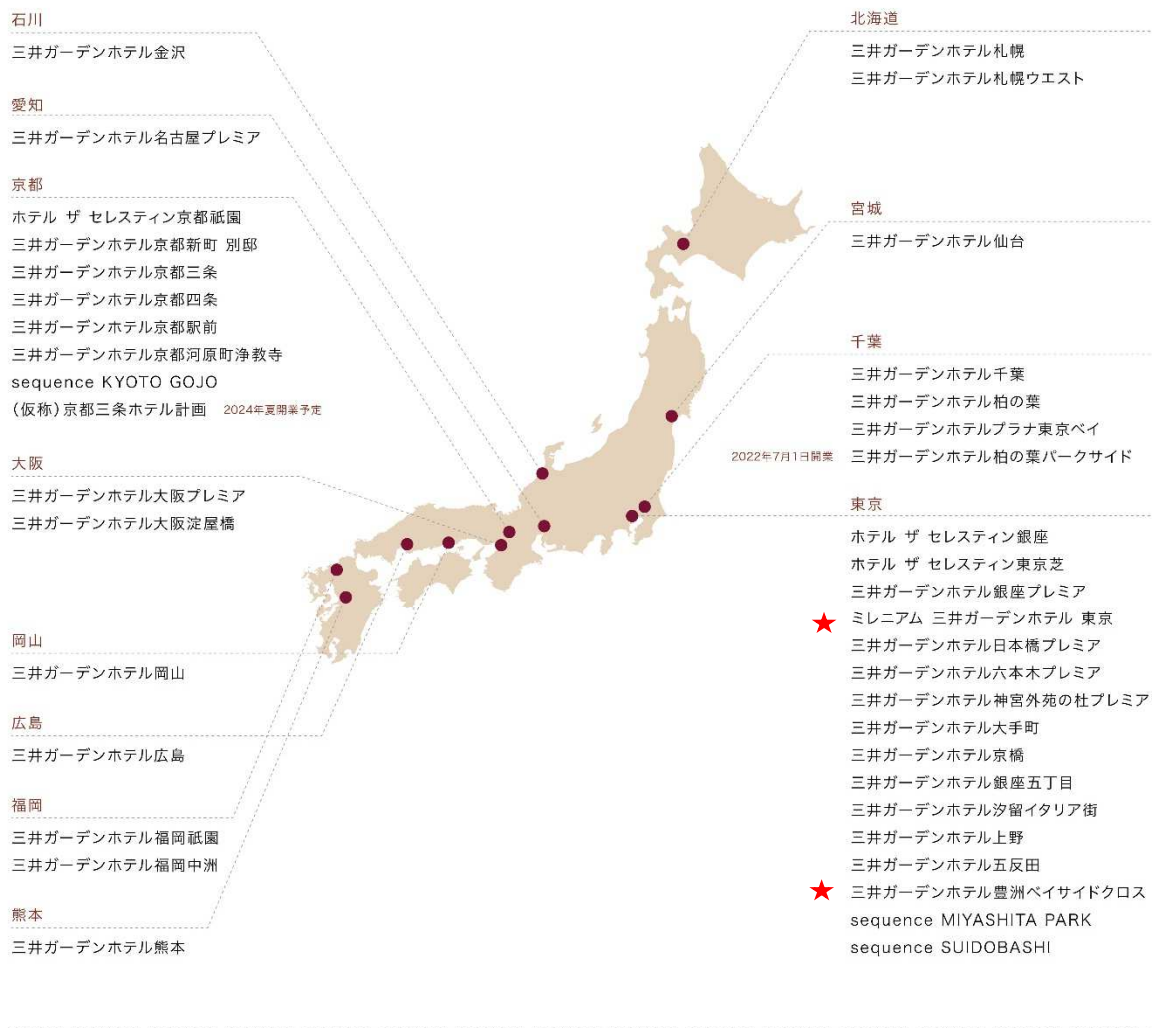 石川
三井ガーデンホテル金沢
愛知
三井ガーデンホテル名古屋プレミア
京都
ホテル ザ セレスティン京都祇園
三井ガーデンホテル京都新町 別邸
三井ガーデンホテル京都三条
三井ガーデンホテル京都四条
三井ガーデンホテル京都駅前
三井ガーデンホテル京都河原町浄教寺
sequence KYOTO GOJO
(仮称)京都三条ホテル計画 2024年夏開業予定
大阪
三井ガーデンホテル大阪プレミア
三井ガーデンホテル大阪淀屋橋
岡山
三井ガーデンホテル岡山
広島
三井ガーデンホテル広島
福岡
三井ガーデンホテル福岡祇園
三井ガーデンホテル福岡中洲
熊本
三井ガーデンホテル熊本
北海道
三井ガーデンホテル札幌
三井ガーデンホテル札幌ウエスト
宮城
三井ガーデンホテル仙台
千葉
三井ガーデンホテル千葉
三井ガーデンホテル柏の葉
三井ガーデンホテルプラナ東京ベイ
2022年7月1日開業 三井ガーデンホテル柏の葉パークサイド
東京
ホテル ザ セレスティン銀座
ホテル ザ セレスティン東京芝
三井ガーデンホテル銀座プレミア
ミレニアム 三井ガーデンホテル 東京
三井ガーデンホテル日本橋プレミア
三井ガーデンホテル六本木プレミア
三井ガーデンホテル神宮外苑の杜プレミア
三井ガーデンホテル大手町
三井ガーデンホテル京橋
三井ガーデンホテル銀座五丁目
三井ガーデンホテル汐留イタリア街
三井ガーデンホテル上野
三井ガーデンホテル五反田
三井ガーデンホテル豊洲ベイサイドクロス
sequence MIYASHITA PARK
sequence SUIDOBASHI